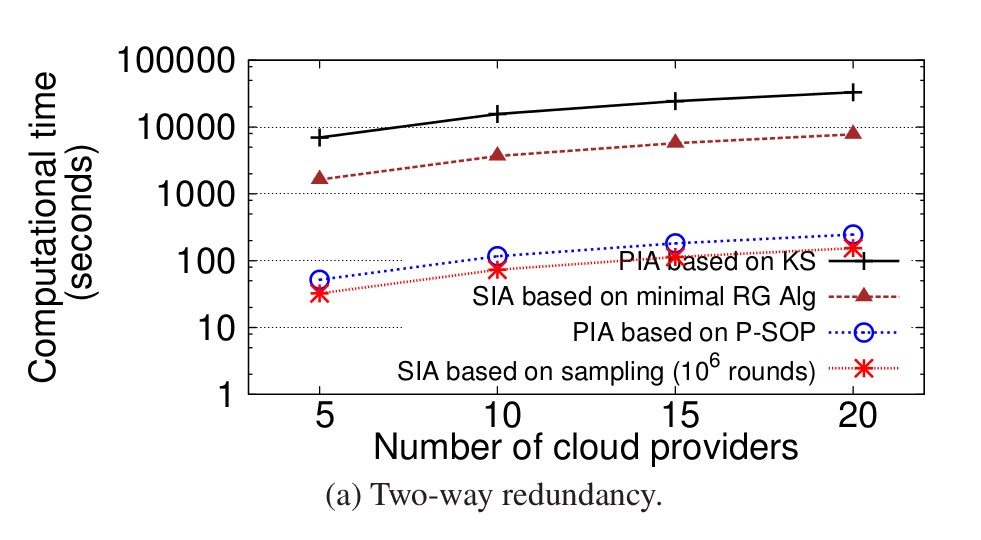 100000
10000
1000
100
10
1
Computational time
(seconds)
PIA based on KS
SIA based on minimal RG Alg
PIA based on P-SOP
SIA based on sampling (10^6 rounds)
5 10 15 20
Number of cloud providers
(a) Two-way redundancy.